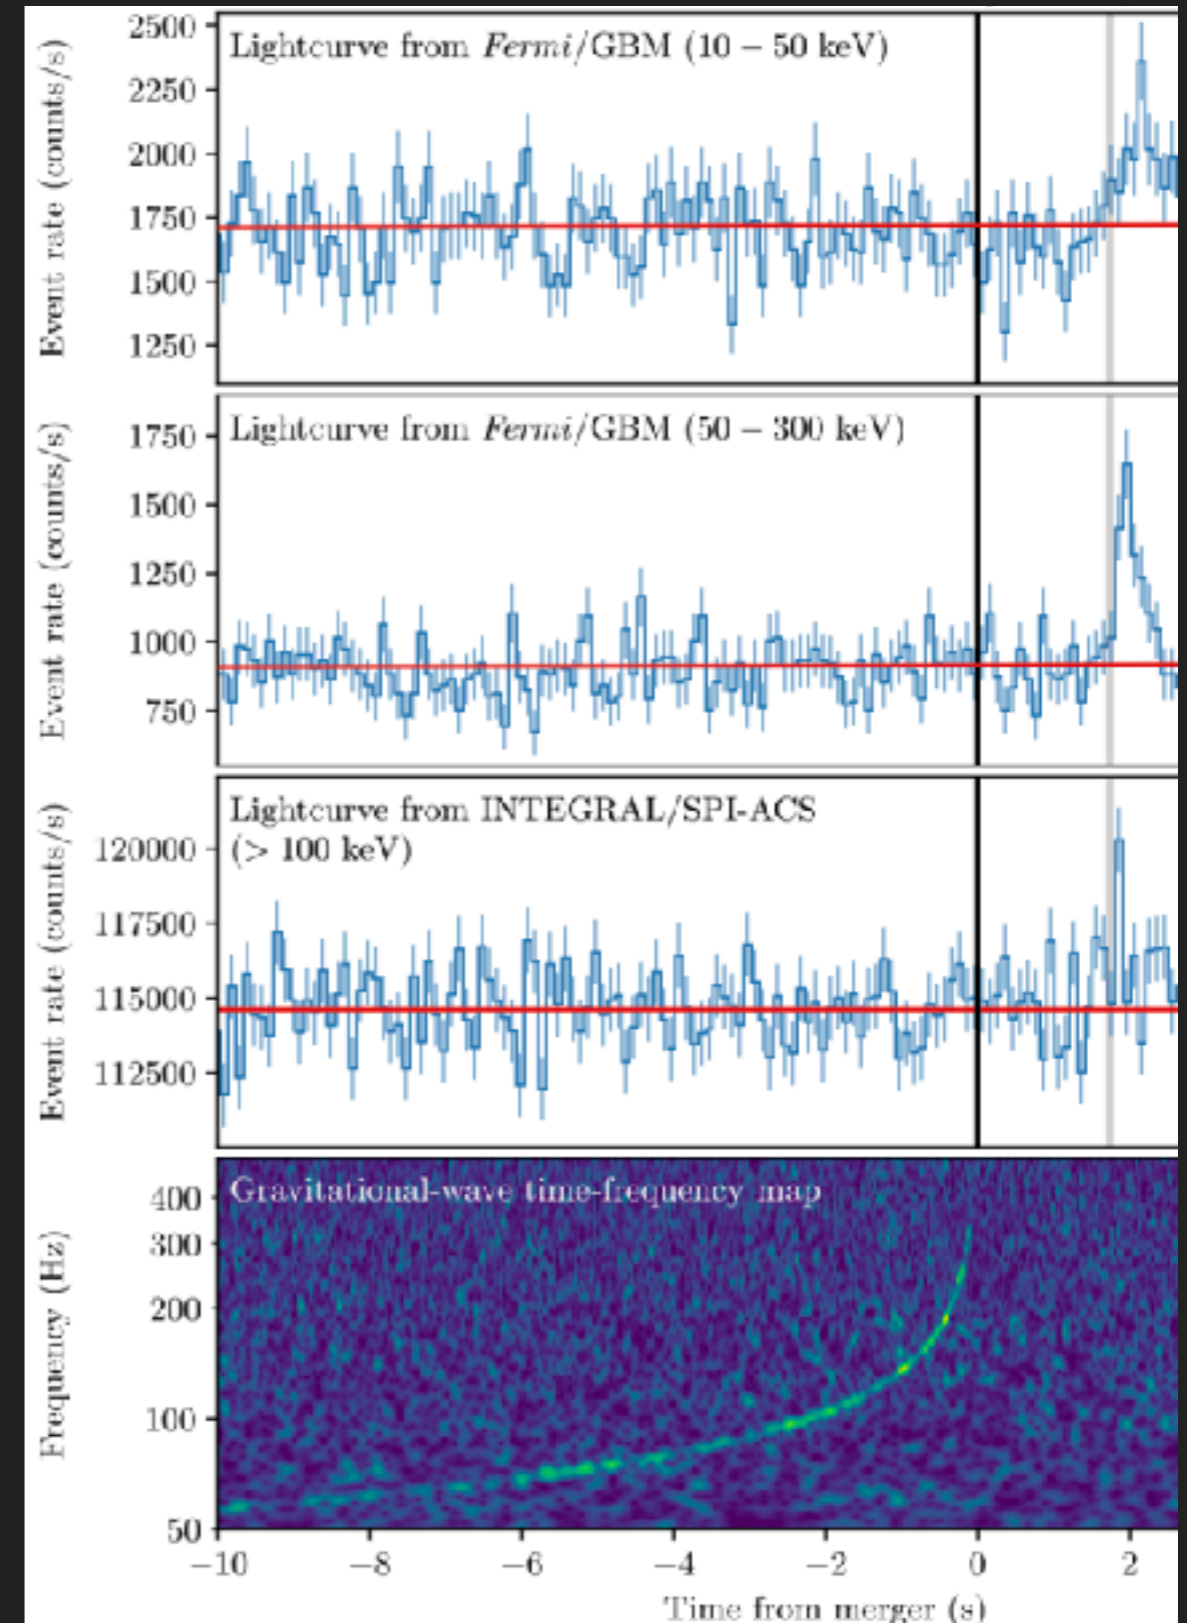 Lightcurve from Fermi/GBM (10 – 50 keV)
Event rate (counts/s)
2500
2250
2000
1750
1500
1250
Lightcurve from Fermi/GBM (50 – 300 keV)
Event rate (counts/s)
1750
1500
1250
1000
750
Lightcurve from INTEGRAL/SPI-ACS
(> 100 keV)
Event rate (counts/s)
120000
117500
115000
112500
Gravitational-wave time-frequency map
Frequency (Hz)
400
300
200
100
50
−10 −8 −6 −4 −2 0 2
Time from merger (s)